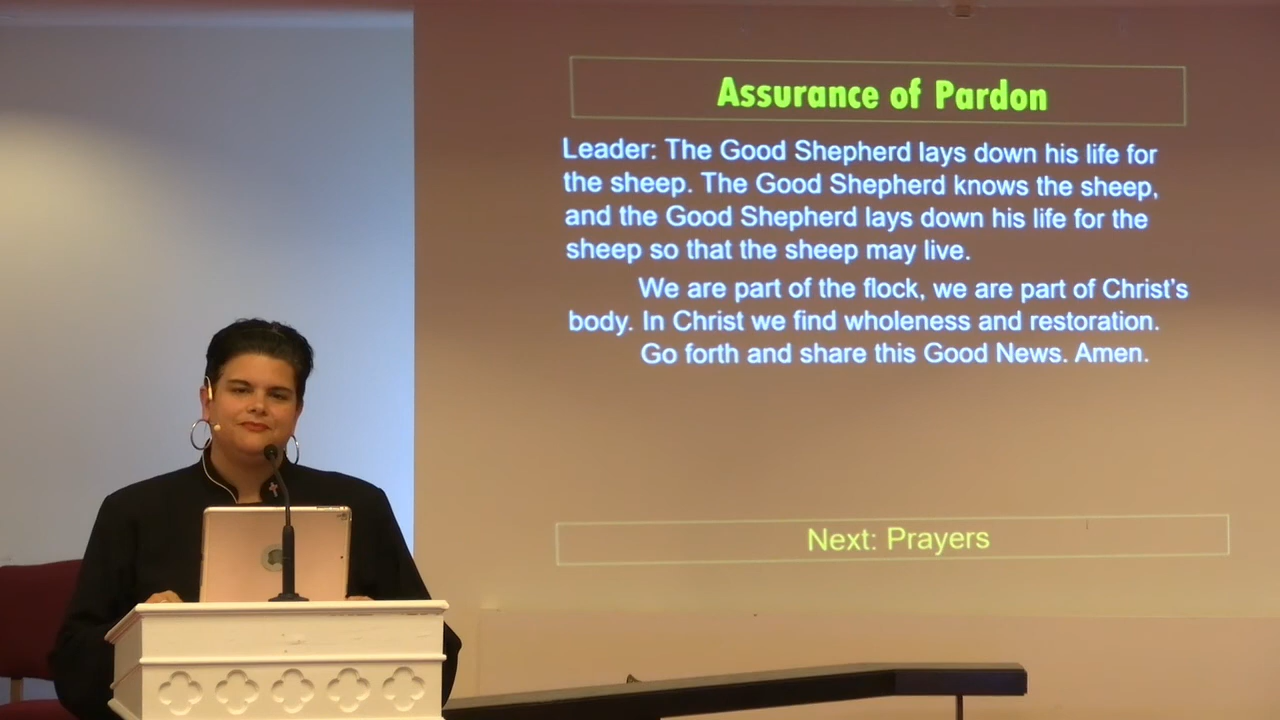 Assurance of Pardon
Leader: The Good Shepherd lays down his life for
the sheep. The Good Shepherd knows the sheep,
and the Good Shepherd lays down his life for the
sheep so that the sheep may live.
We are part of the flock, we are part of Christ's
body. In Christ we find wholeness and restoration.
Go forth and share this Good News. Amen.
Next: Prayers